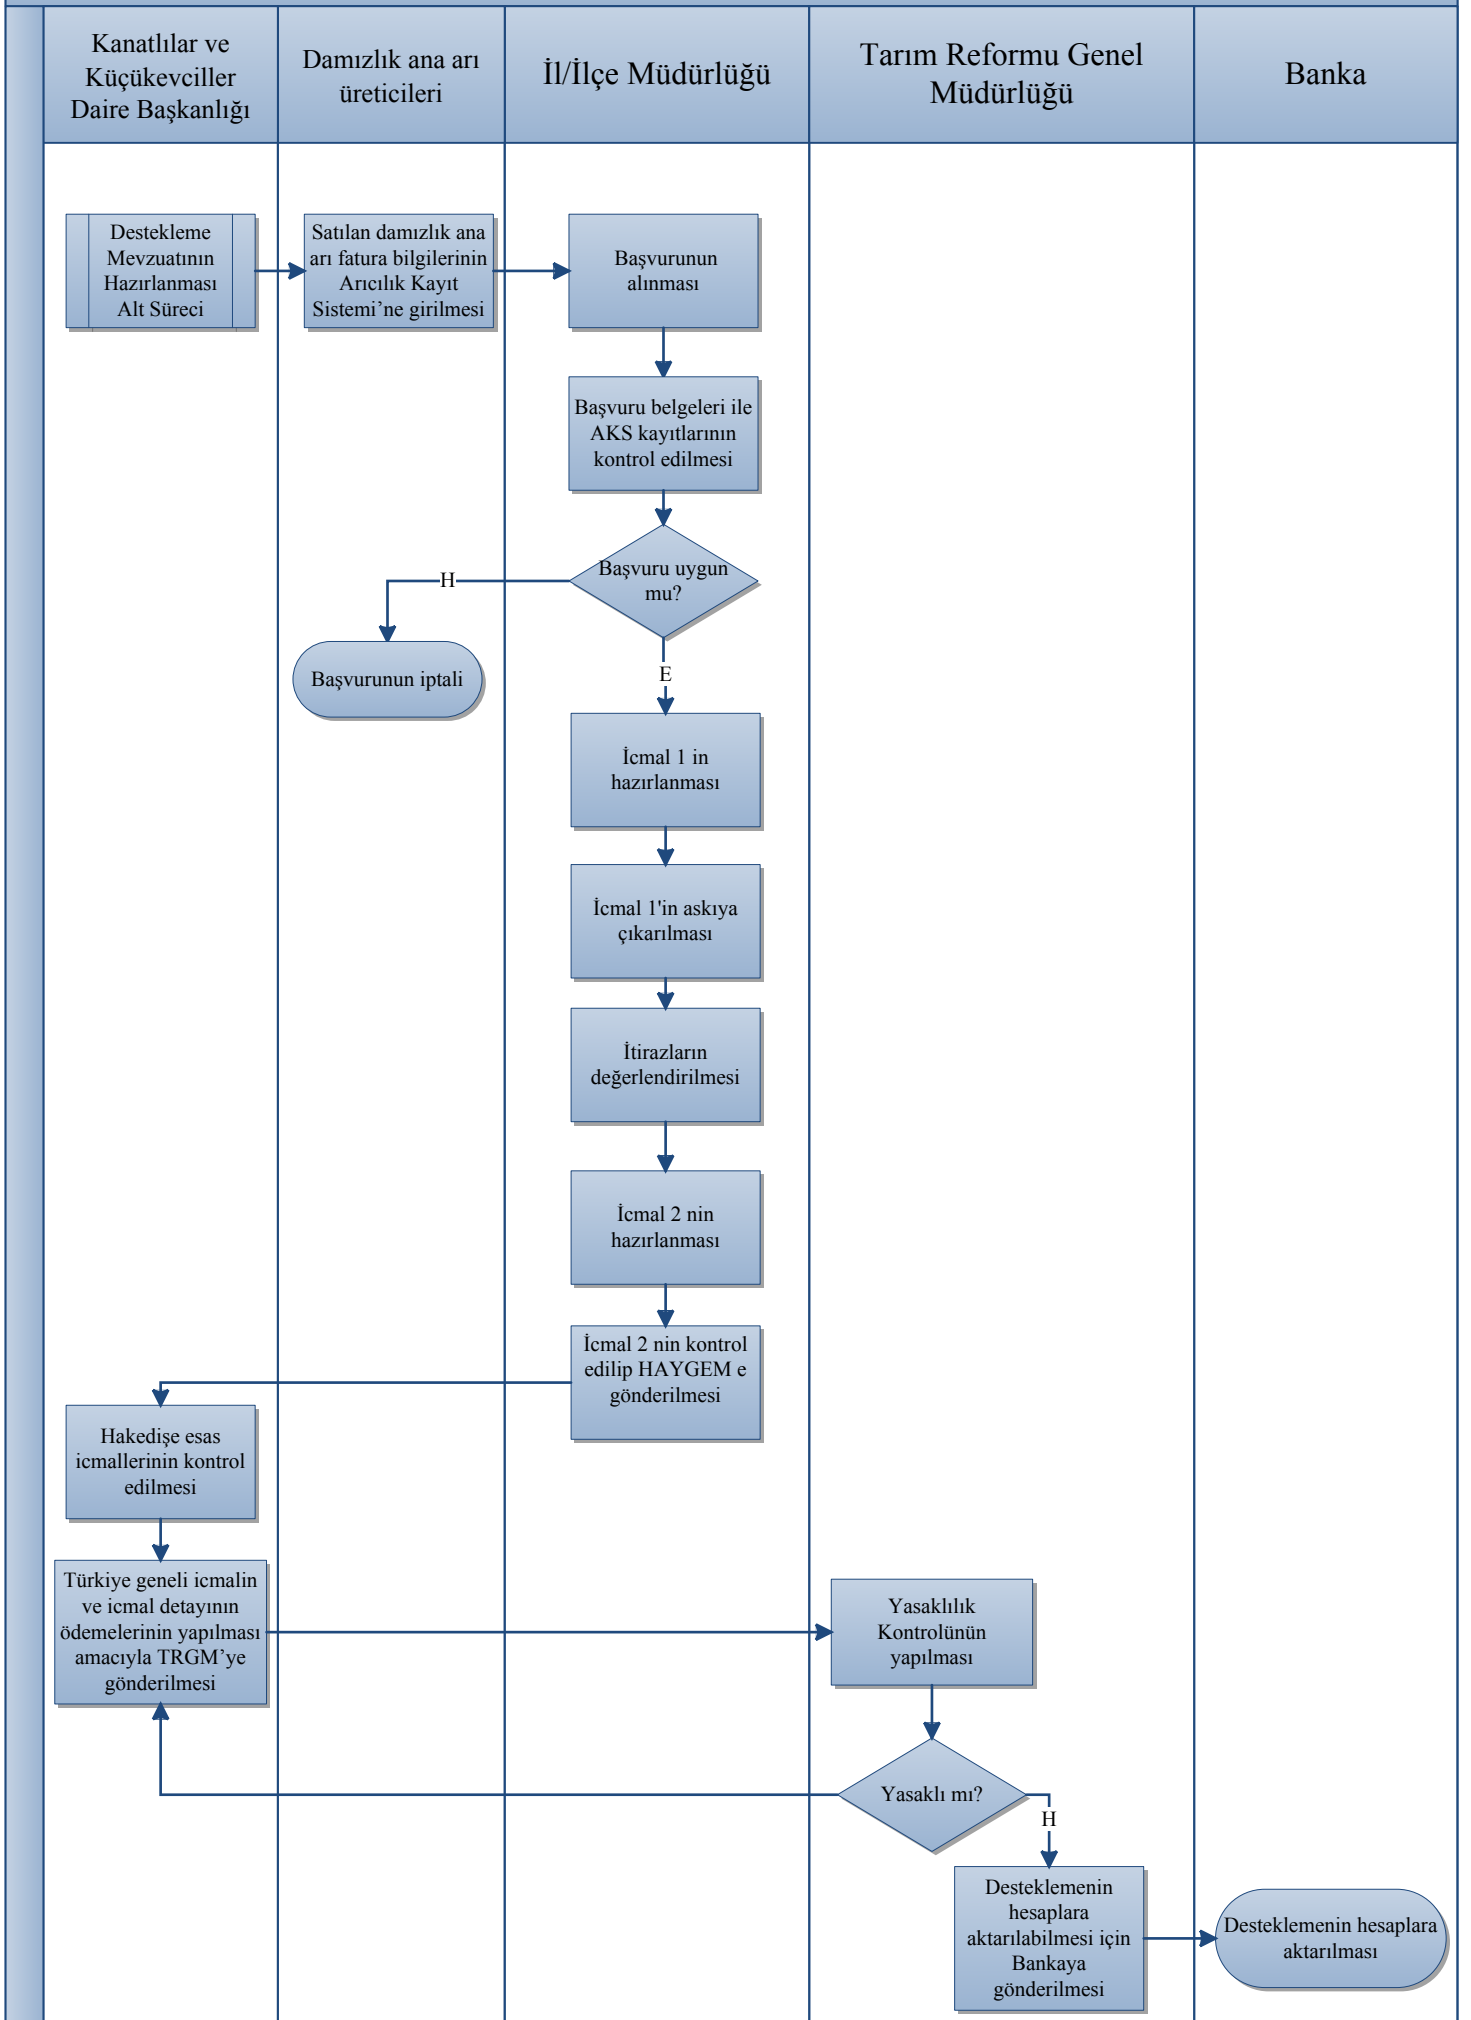 Kanatlılar ve
Küçükevciller
Daire Başkanlığı
Damızlık ana arı
üreticileri
İl/İlçe Müdürlüğü
Tarım Reformu Genel
Müdürlüğü
Banka
Destekleme
Mevzuatının
Hazırlanması
Alt Süreci
Satılan damızlık ana
arı fatura bilgilerinin
Arıcılık Kayıt
Sistemi’ne girilmesi
Başvurunun
alınması
Başvuru belgeleri ile
AKS kayıtlarının
kontrol edilmesi
Başvuru uygun
mu?
H
Başvurunun iptali
E
İcmal 1 in
hazırlanması
İcmal 1'in askıya
çıkarılması
İtirazların
değerlendirilmesi
İcmal 2 nin
hazırlanması
İcmal 2 nin kontrol
edilip HAYGEM e
gönderilmesi
Hakedişe esas
icmallerinin kontrol
edilmesi
Türkiye geneli icmalin
ve icmal detayının
ödemelerinin yapılması
amacıyla TRGM’ye
gönderilmesi
Yasaklılık
Kontrolünün
yapılması
Yasaklı mı?
H
Desteklemenin
hesaplara
aktarılabilmesi için
Bankaya
gönderilmesi
Desteklemenin hesaplara
aktarılması